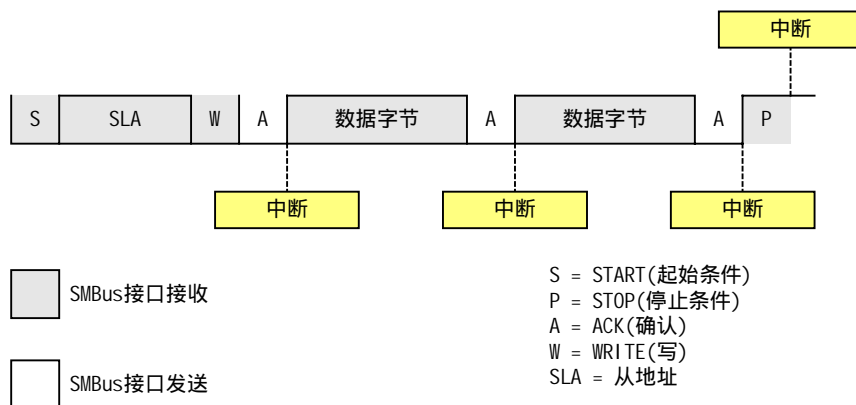 中断
S SLA W A 数据字节 A 数据字节 A P
中断 中断 中断
SMBus接口接收
SMBus接口发送
S = START(起始条件)
P = STOP(停止条件)
A = ACK(确认)
W = WRITE(写)
SLA = 从地址